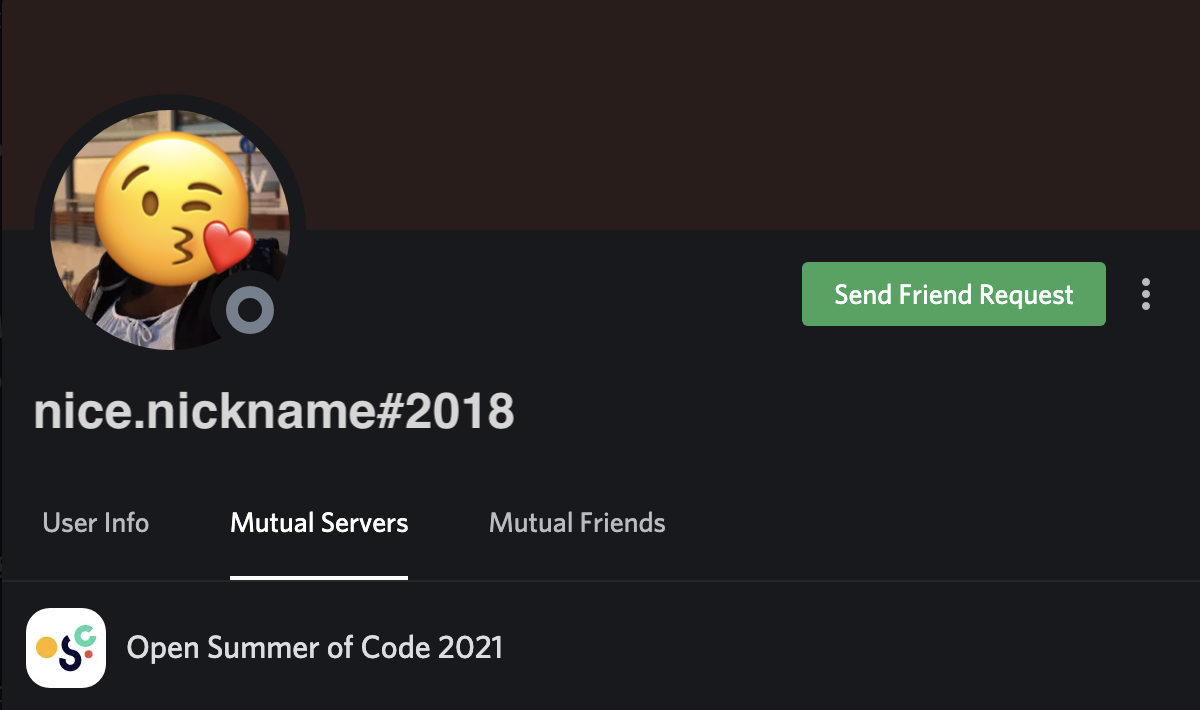 Send Friend Request
nice.nickname#2018
User Info
Mutual Servers
Mutual Friends
Open Summer of Code 2021